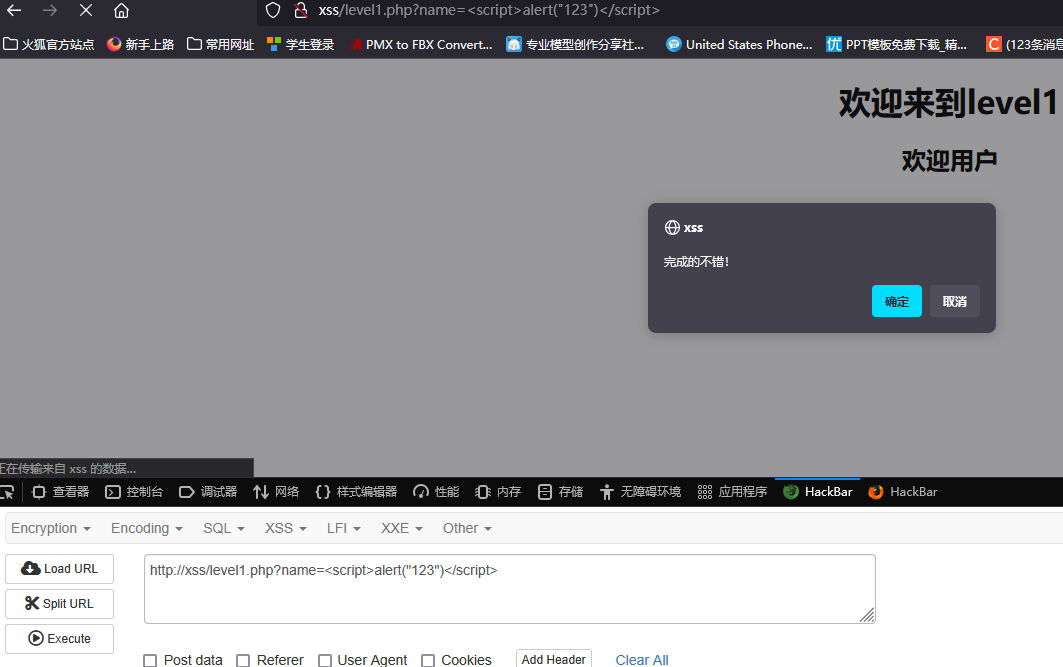 xss/level1.php?name=<script>alert("123")</script>
火狐官方站点 新手上路 常用网址 学生登录 PMX to FBX Convert... 专业模型创作分享社... United States Phone... 优 PPT模板免费下载_精... C (123条消息
欢迎来到level1
欢迎用户
xss
完成的不错！
确定 取消
正在传输来自 xss 的数据...
查看器 控制台 调试器 网络 样式编辑器 性能 内存 存储 无障碍环境 应用程序 HackBar HackBar
Encryption Encoding SQL XSS LFI XXE Other
Load URL
http://xss/level1.php?name=<script>alert("123")</script>
Split URL
Execute
Post data Referer User Agent Cookies Add Header Clear All